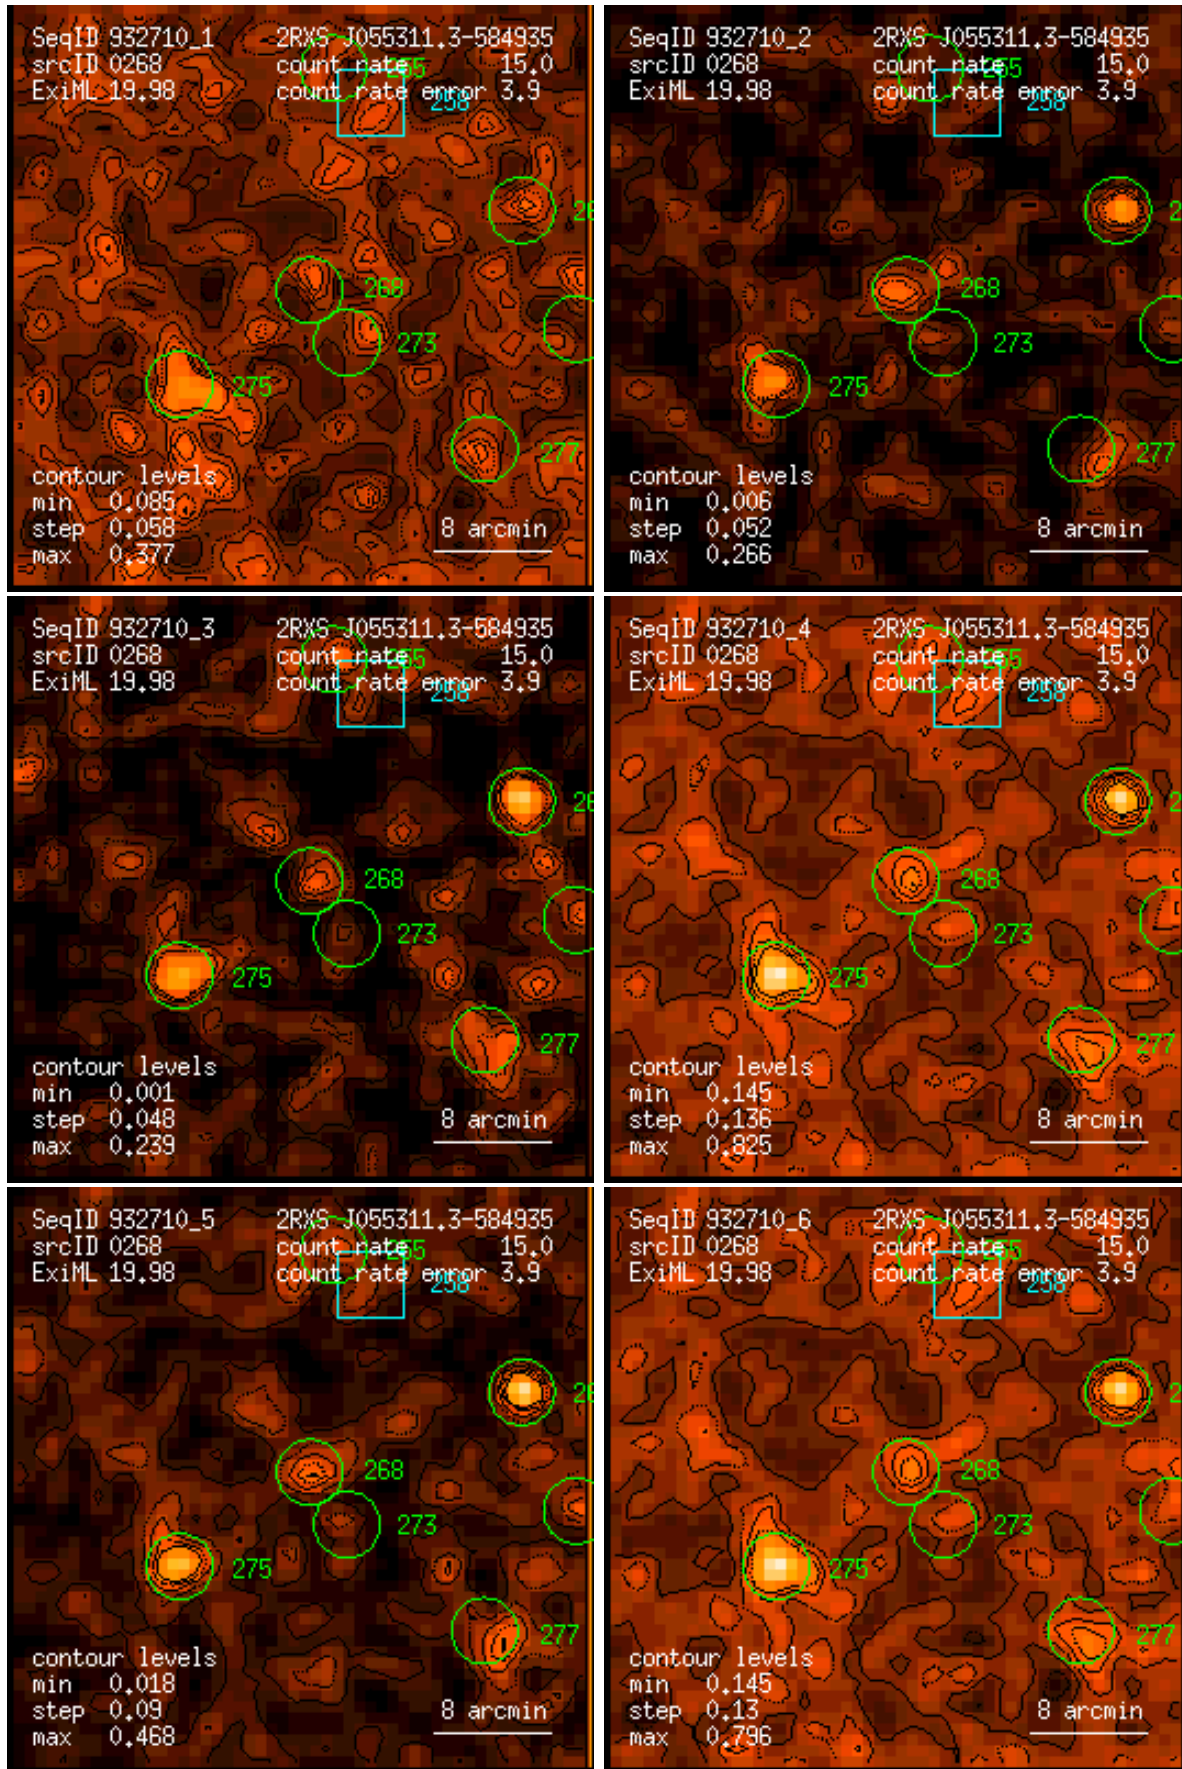 SeqID 932710_1 2RXS J055311.3-584935
srcID 0268 count rate 15.0
ExiML 19.98 count rate error 3.9
265
258
268
273
275
277
contour levels
min 0.085
step 0.058
max 0.377
8 arcmin
SeqID 932710_2 2RXS J055311.3-584935
srcID 0268 count rate 15.0
ExiML 19.98 count rate error 3.9
265
258
2
268
273
275
277
contour levels
min 0.006
step 0.052
max 0.266
8 arcmin
SeqID 932710_3 2RXS J055311.3-584935
srcID 0268 count rate 15.0
ExiML 19.98 count rate error 3.9
258
268
273
275
277
contour levels
min 0.001
step 0.048
max 0.239
8 arcmin
SeqID 932710_4 2RXS J055311.3-584935
srcID 0268 count rate 15.0
ExiML 19.98 count rate error 3.9
258
2
268
273
275
277
contour levels
min 0.145
step 0.136
max 0.825
8 arcmin
SeqID 932710_5 2RXS J055311.3-584935
srcID 0268 count rate 15.0
ExiML 19.98 count rate error 3.9
258
268
273
275
277
contour levels
min 0.018
step 0.09
max 0.468
8 arcmin
SeqID 932710_6 2RXS J055311.3-584935
srcID 0268 count rate 15.0
ExiML 19.98 count rate error 3.9
258
2
268
273
275
277
contour levels
min 0.145
step 0.13
max 0.796
8 arcmin